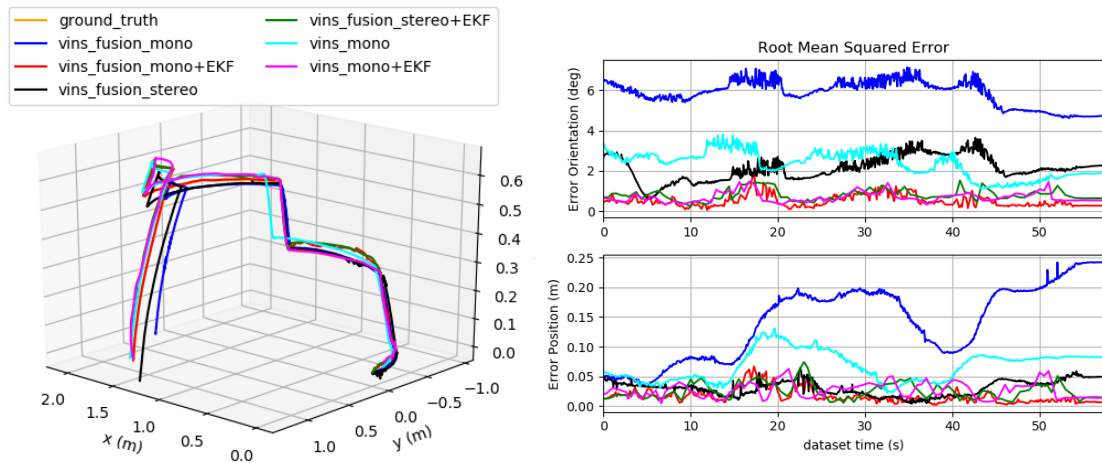 ground_truth
vins_fusion_mono
vins_fusion_mono+EKF
vins_fusion_stereo
vins_fusion_stereo+EKF
vins_mono
vins_mono+EKF
0.6
0.5
0.4
0.3
0.2
0.1
0.0
2.0
1.5
1.0
0.5
0.0
x (m)
1.0
0.5
0.0
−0.5
−1.0
y (m)
Root Mean Squared Error
Error Orientation (deg)
6
4
2
0
0 10 20 30 40 50
Error Position (m)
0.25
0.20
0.15
0.10
0.05
0.00
0 10 20 30 40 50
dataset time (s)